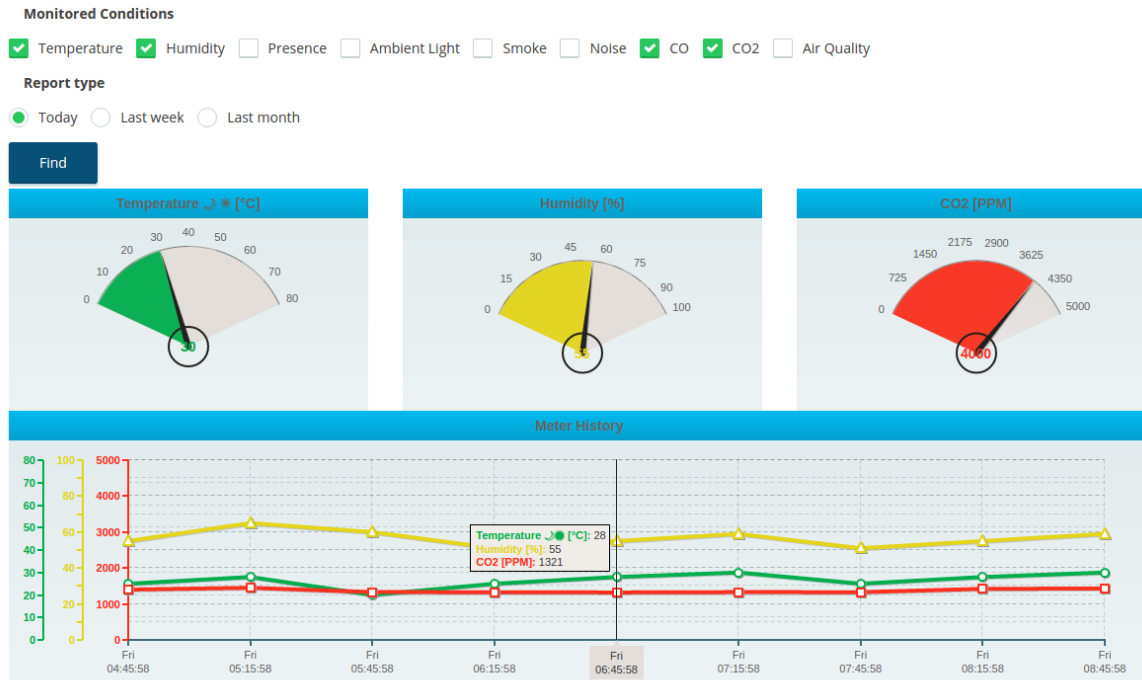 Monitored Conditions
Temperature Humidity Presence Ambient Light Smoke Noise CO CO2 Air Quality
Report type
Today Last week Last month
Find
Temperature 🌙 ☀ [°C] Humidity [%] CO2 [PPM]
0 10 20 30 40 50 60 70 80
30
0 15 30 45 60 75 90 100
55
0 725 1450 2175 2900 3625 4350 5000
4000
Meter History
80 70 60 50 40 30 20 10 0
100 80 60 40 20 0
5000 4000 3000 2000 1000 0
Temperature 🌙☀ [°C]: 28
Humidity [%]: 55
CO2 [PPM]: 1321
Fri Fri Fri Fri Fri Fri Fri Fri Fri
04:45:58 05:15:58 05:45:58 06:15:58 06:45:58 07:15:58 07:45:58 08:15:58 08:45:58